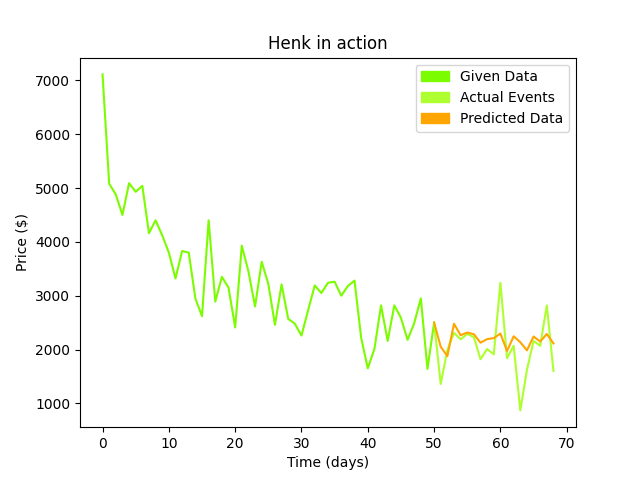 Henk in action
Given Data
Actual Events
Predicted Data
Price ($)
7000
6000
5000
4000
3000
2000
1000
0 10 20 30 40 50 60 70
Time (days)